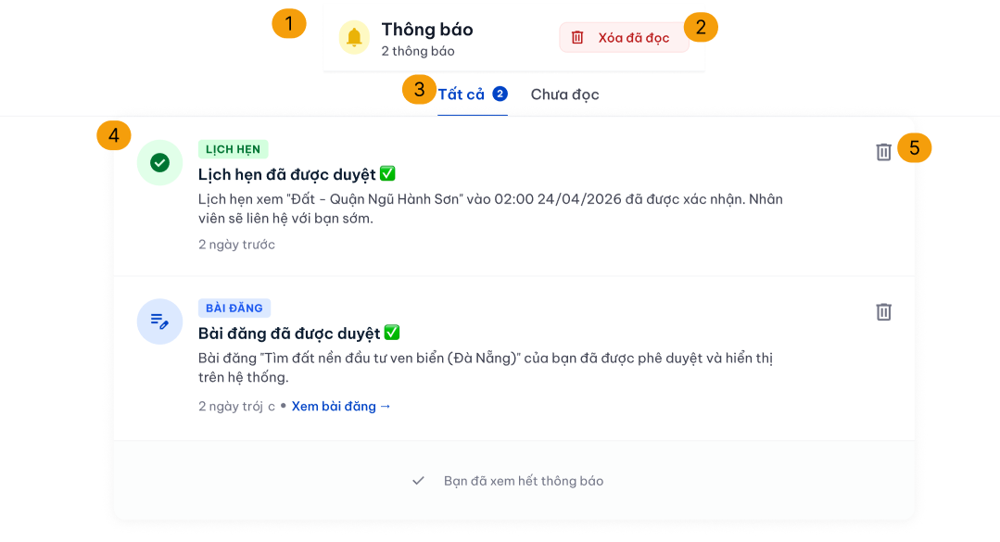 1
Thông báo
2 thông báo
Xóa đã đọc
2
3
Tất cả 2
Chưa đọc
4
LỊCH HẸN
5
Lịch hẹn đã được duyệt ✅
Lịch hẹn xem "Đất - Quận Ngũ Hành Sơn" vào 02:00 24/04/2026 đã được xác nhận. Nhân
viên sẽ liên hệ với bạn sớm.
2 ngày trước
BÀI ĐĂNG
Bài đăng đã được duyệt ✅
Bài đăng "Tìm đất nền đầu tư ven biển (Đà Nẵng)" của bạn đã được phê duyệt và hiển thị
trên hệ thống.
2 ngày trój c • Xem bài đăng →
Bạn đã xem hết thông báo